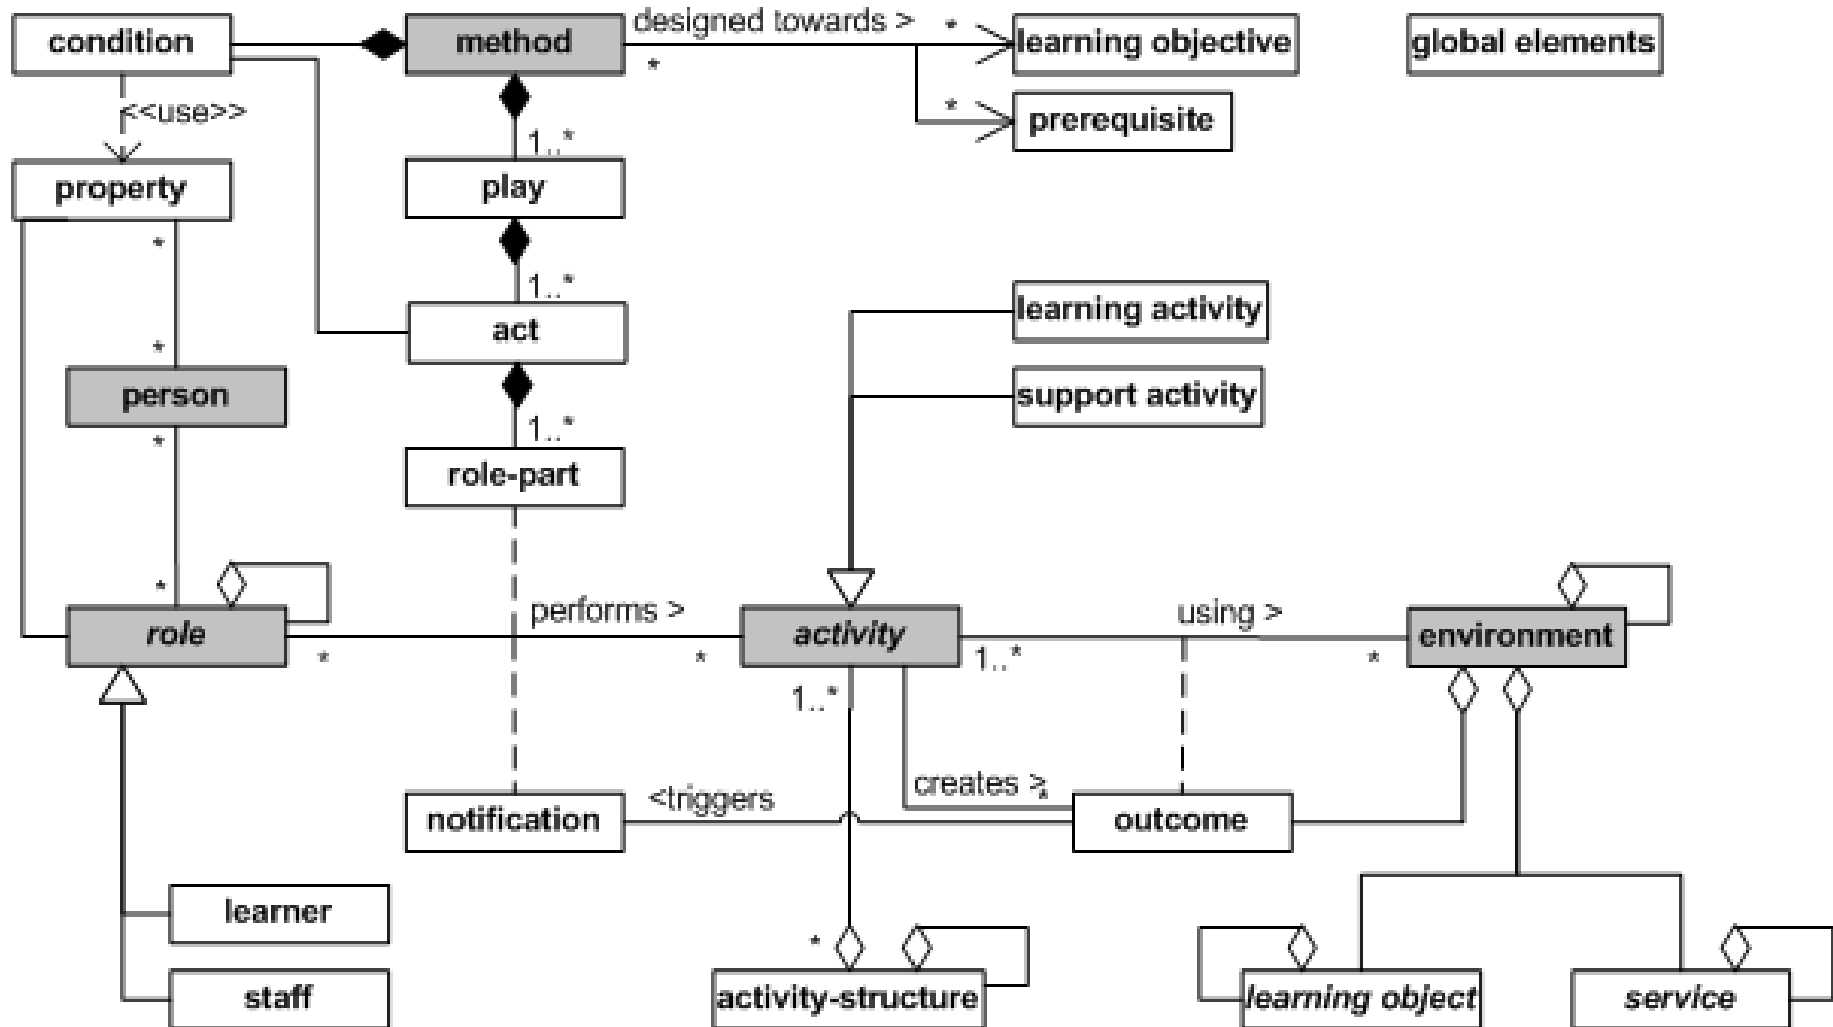 condition
method
designed towards >
*
learning objective
global elements
*
<<use>>
*
prerequisite
1..*
property
play
*
1..*
learning activity
act
*
person
support activity
*
1..*
role-part
*
performs >
using >
role
activity
environment
*
*
1..*
*
1..*
creates >
*
<triggers
notification
outcome
learner
*
staff
activity-structure
learning object
service